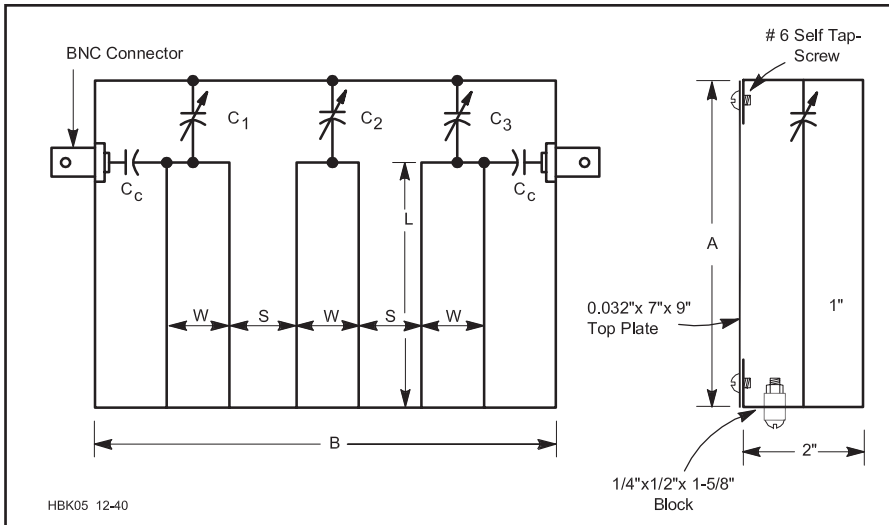 BNC Connector
# 6 Self Tap-
Screw
C1
C2
C3
Cc
Cc
L
A
W
S
W
S
W
0.032"x 7"x 9"
Top Plate
1"
B
2"
1/4"x1/2"x 1-5/8"
Block
HBK05 12-40